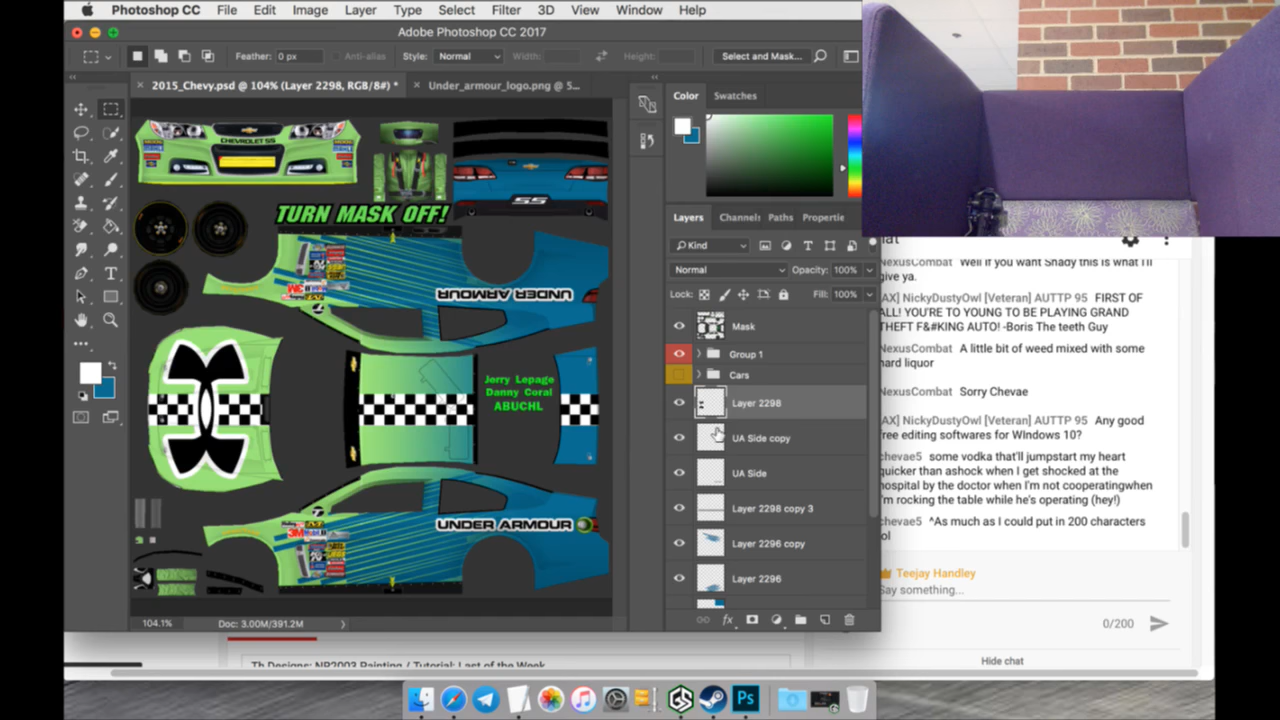 Photoshop CC File Edit Image Layer Type Select Filter 3D View Window Help
Adobe Photoshop CC 2017
Feather: 0 px Anti-alias Style: Normal Width: Height: Select and Mask...
2015_Chevy.psd @ 104% (Layer 2298, RGB/8#) * Under_armour_logo.png @ 5...
Color Swatches
CHEVROLET SS
SS
TURN MASK OFF!
UNDER ARMOUR
3M
Jerry Lepage
Danny Coral
ABUCHL
UNDER ARMOUR
3M
Layers Channel: Paths Propertie
Kind
Normal Opacity: 100%
Lock: Fill: 100%
Mask
Group 1
Cars
Layer 2298
UA Side copy
UA Side
Layer 2298 copy 3
Layer 2296 copy
Layer 2296
104.1% Doc: 3.00M/391.2M
Th Designs: NR2003 Painting / Tutorial: Last of the Week
hat
NexusCombat Well if you want Shady this is what I'll
give ya.
AX] NickyDustyOwl [Veteran] AUTTP 95 FIRST OF
ALL! YOU'RE TO YOUNG TO BE PLAYING GRAND
THEFT F&#KING AUTO! -Boris The teeth Guy
NexusCombat A little bit of weed mixed with some
hard liquor
NexusCombat Sorry Chevae
AX] NickyDustyOwl [Veteran] AUTTP 95 Any good
free editing softwares for WIndows 10?
chevae5 some vodka that'll jumpstart my heart
quicker than ashock when I get shocked at the
hospital by the doctor when I'm not cooperatingwhen
I'm rocking the table while he's operating (hey!)
chevae5 ^As much as I could put in 200 characters
lol
Teejay Handley
Say something...
0/200
Hide chat
GS
Ps